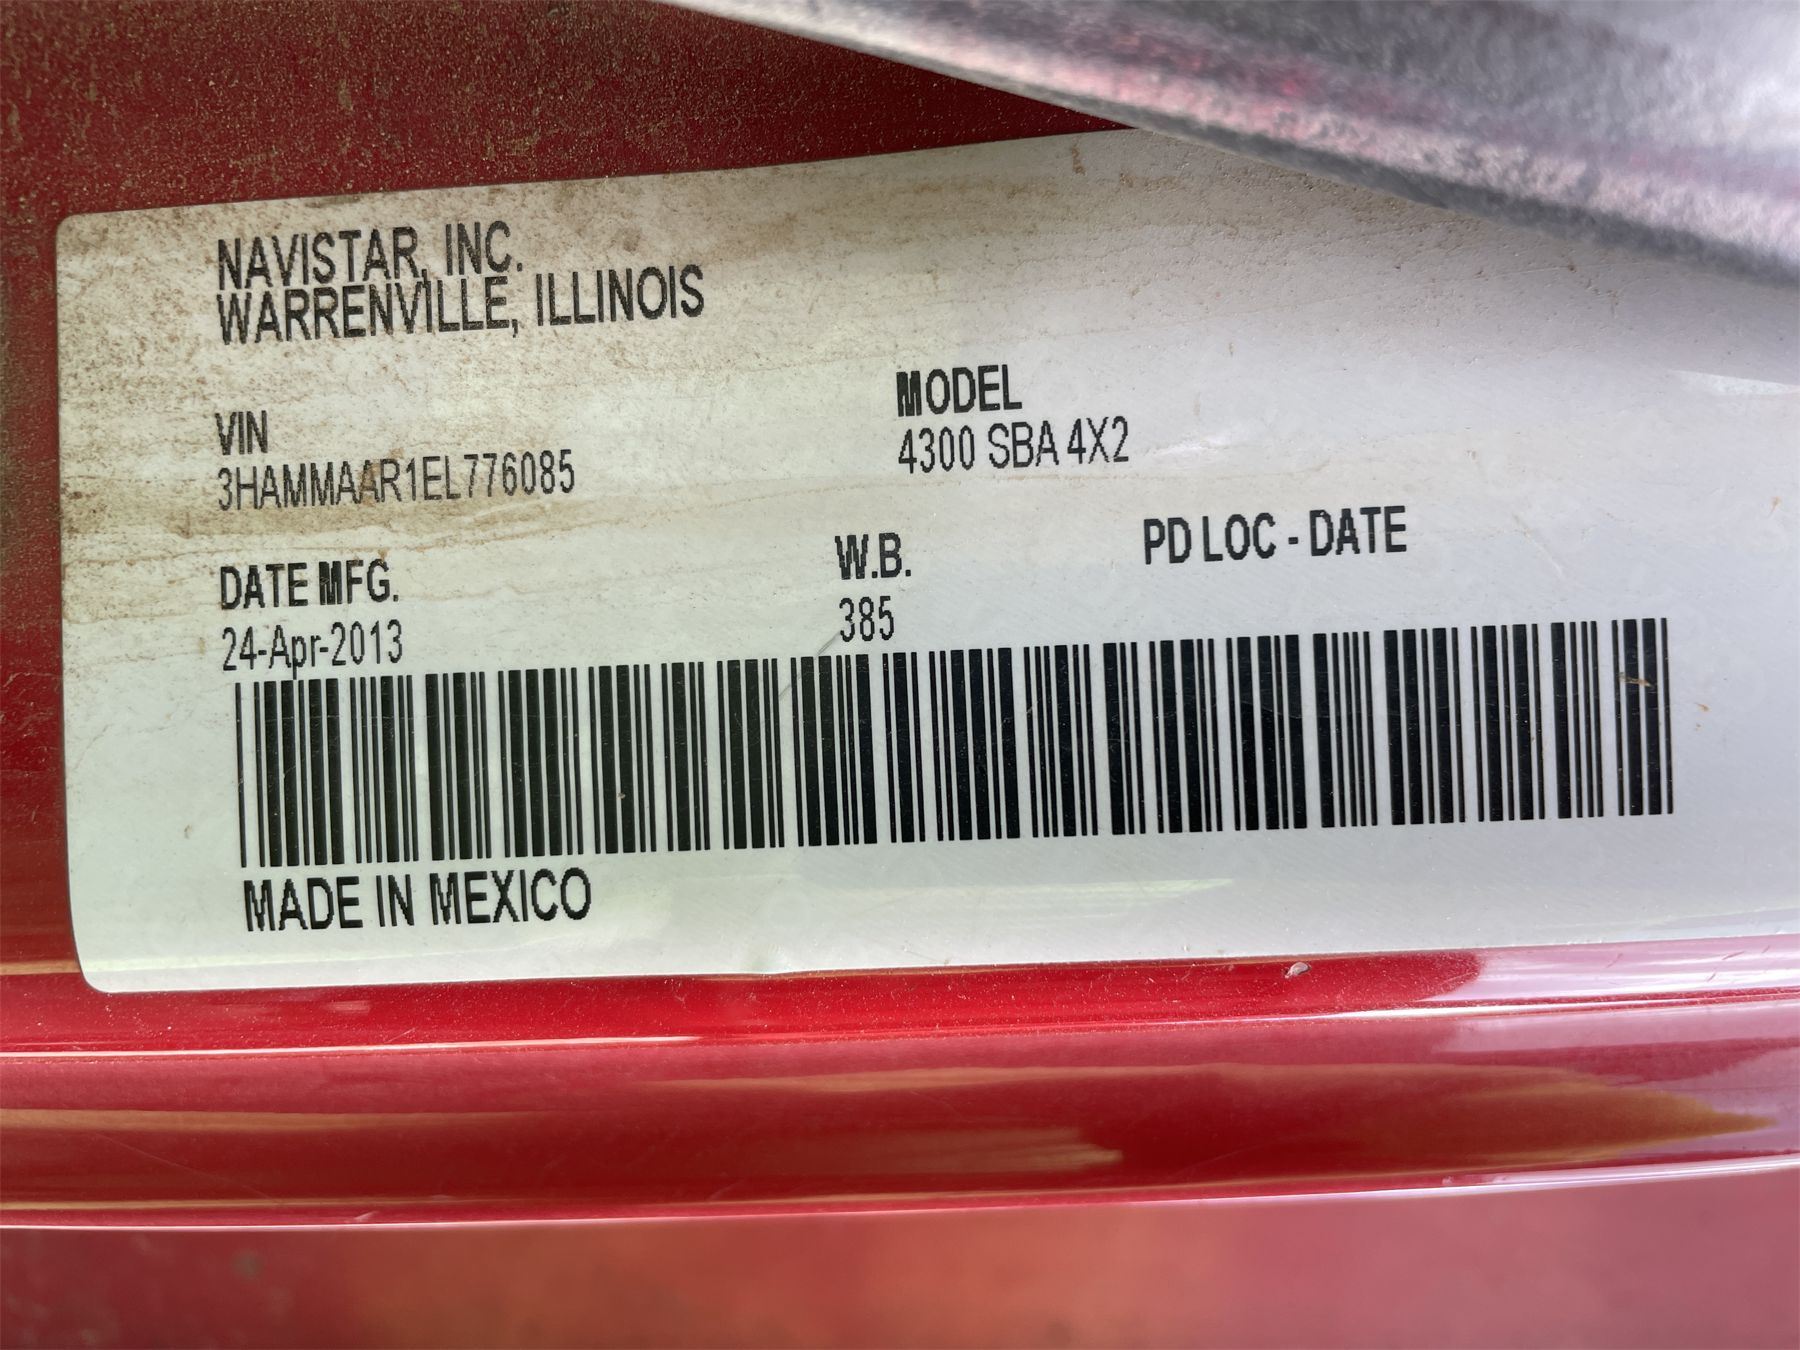 NAVISTAR, INC.
WARRENVILLE, ILLINOIS
VIN
3HAMMAAR1EL776085
MODEL
4300 SBA 4X2
DATE MFG.
24-Apr-2013
W.B.
385
PD LOC - DATE
MADE IN MEXICO